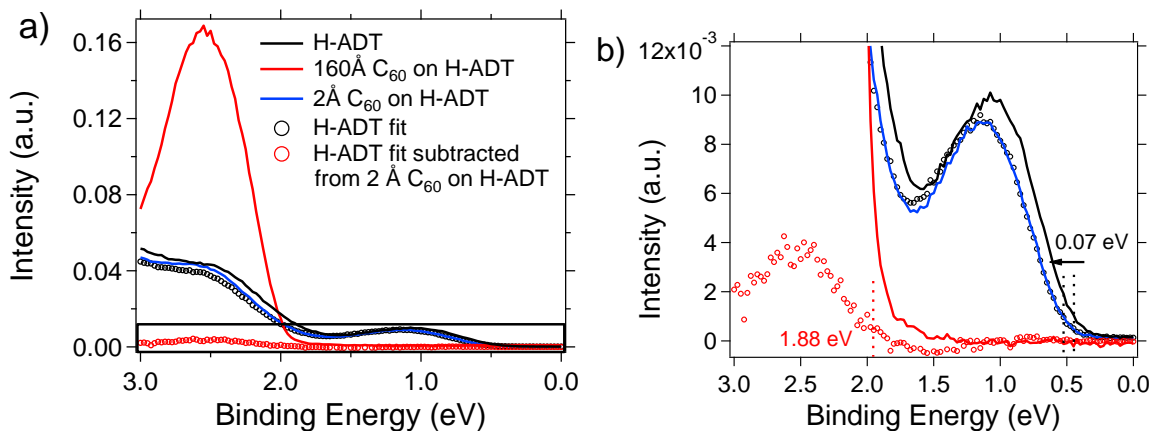 a)
Intensity (a.u.)
0.16
0.12
0.08
0.04
0.00
3.0
2.0
1.0
0.0
Binding Energy (eV)
H-ADT
160Å C60 on H-ADT
2Å C60 on H-ADT
H-ADT fit
H-ADT fit subtracted
from 2 Å C60 on H-ADT
b)
Intensity (a.u.)
12x10-3
10
8
6
4
2
0
3.0
2.5
2.0
1.5
1.0
0.5
0.0
Binding Energy (eV)
0.07 eV
1.88 eV